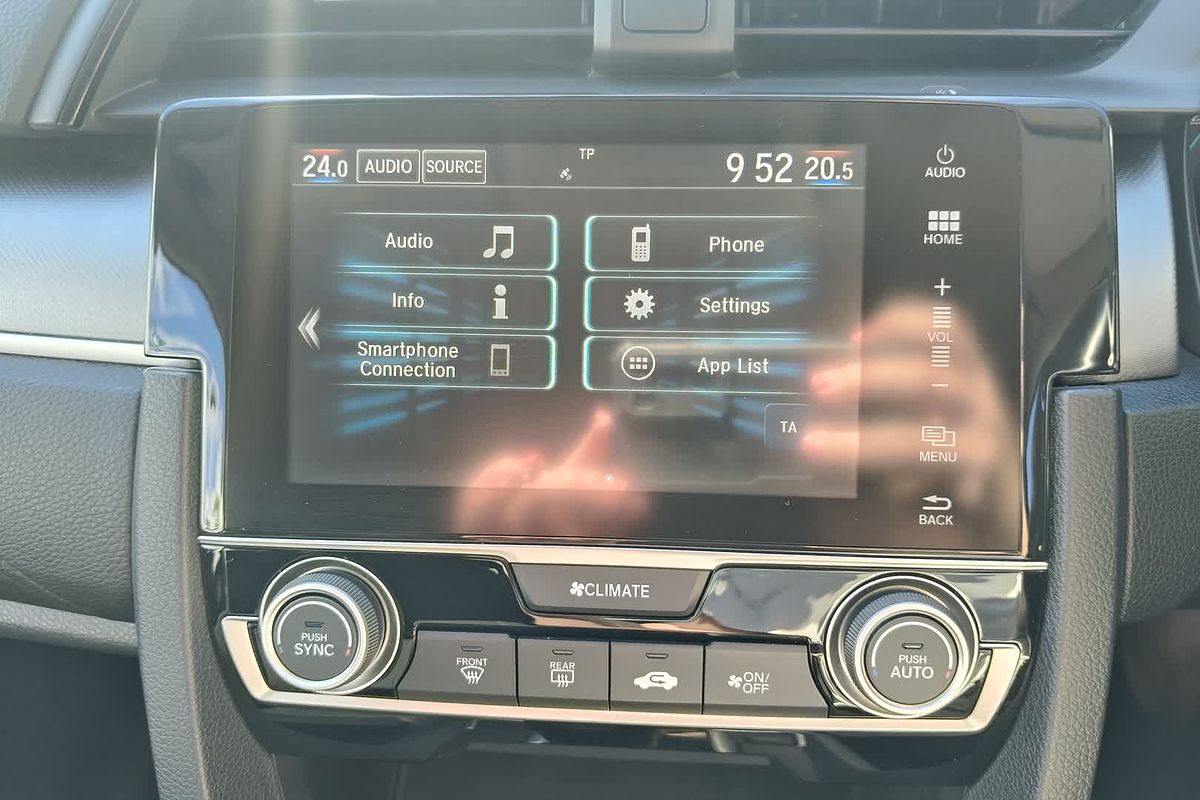 24.0 AUDIO SOURCE TP 9 52 20.5
AUDIO
HOME
+
VOL
−
MENU
BACK
Audio
Phone
Info
Settings
Smartphone
Connection
App List
TA
CLIMATE
PUSH
SYNC
FRONT
REAR
ON/
OFF
PUSH
AUTO